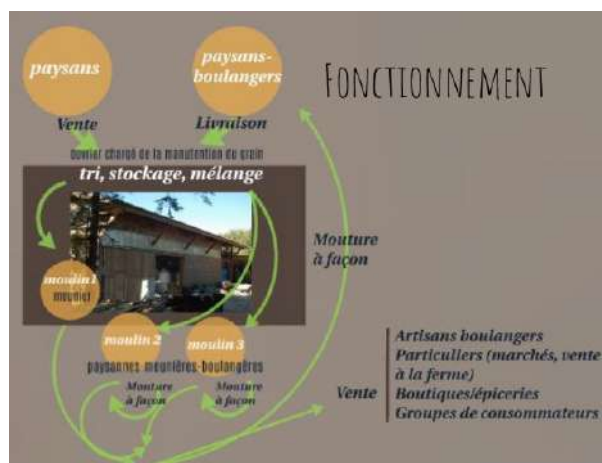 paysans
paysans-
boulangers
FONCTIONNEMENT
Vente
Livraison
ouvrier chargé de la manutention du grain
tri, stockage, mélange
Mouture
à façon
moulin 1
meunier
moulin 2
moulin 3
paysannes meunières-boulangères
Mouture
à façon
Mouture
à façon
Vente
Artisans boulangers
Particuliers (marchés, vente
à la ferme)
Boutiques/épiceries
Groupes de consommateurs